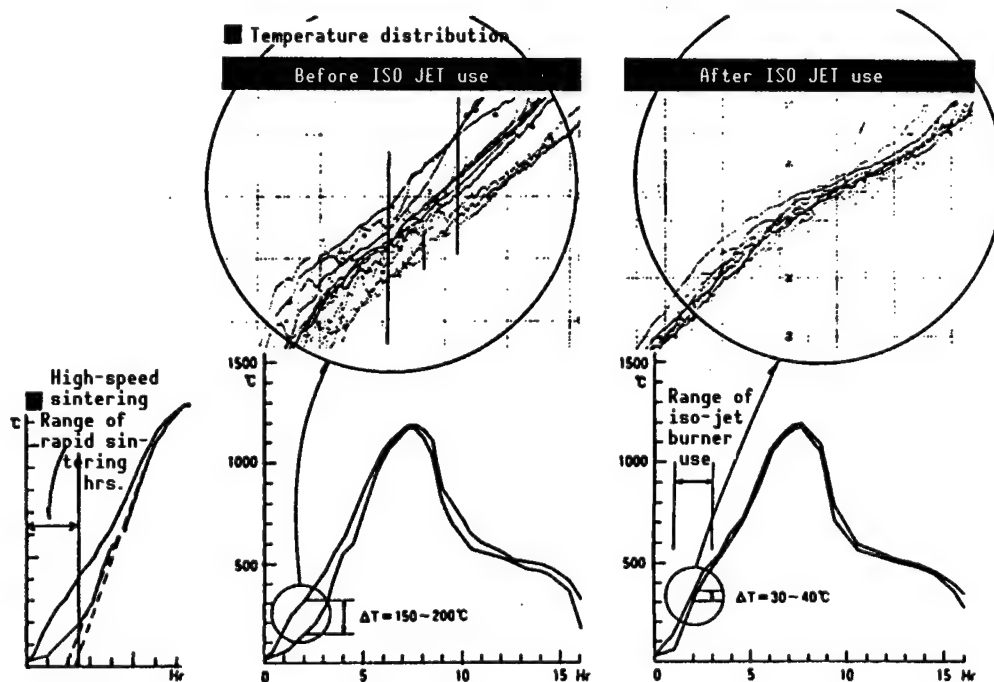 Temperature distribution
Before ISO JET use
After ISO JET use
High-speed
sintering
Range of
rapid sin-
tering
hrs.
℃
Hr
1500
℃
1000
500
ΔT=150~200℃
0
5
10
15 Hr
1500
℃
Range of
iso-jet
burner
use
1000
500
ΔT=30~40℃
0
5
10
15 Hr